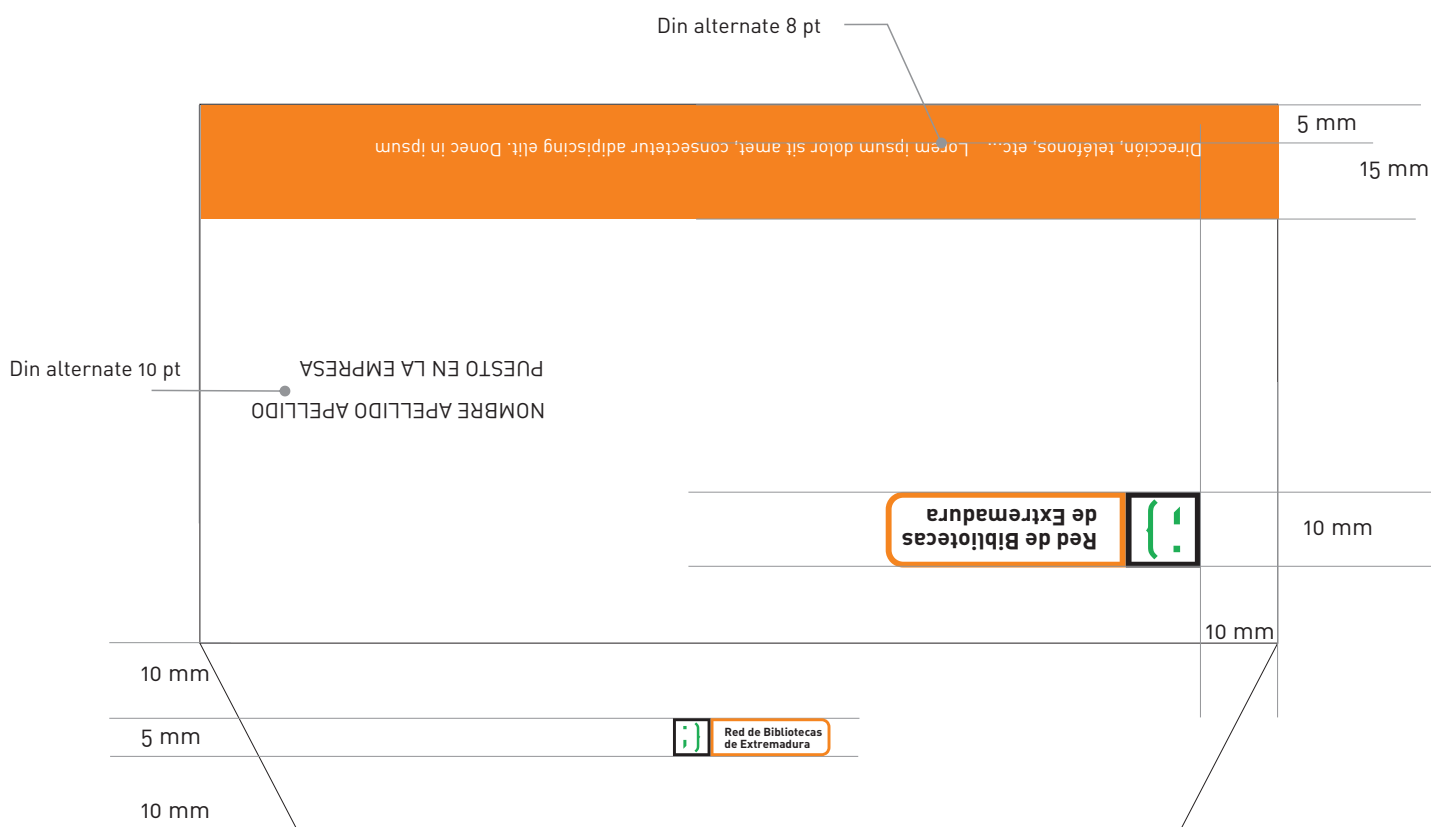 Din alternate 8 pt
5 mm
Dirección, teléfonos, etc... Lorem ipsum dolor sit amet, consectetur adipiscing elit. Donec in ipsum
15 mm
Din alternate 10 pt
NOMBRE APELLIDO APELLIDO
PUESTO EN LA EMPRESA
Red de Bibliotecas
de Extremadura
10 mm
10 mm
10 mm
5 mm
Red de Bibliotecas
de Extremadura
10 mm